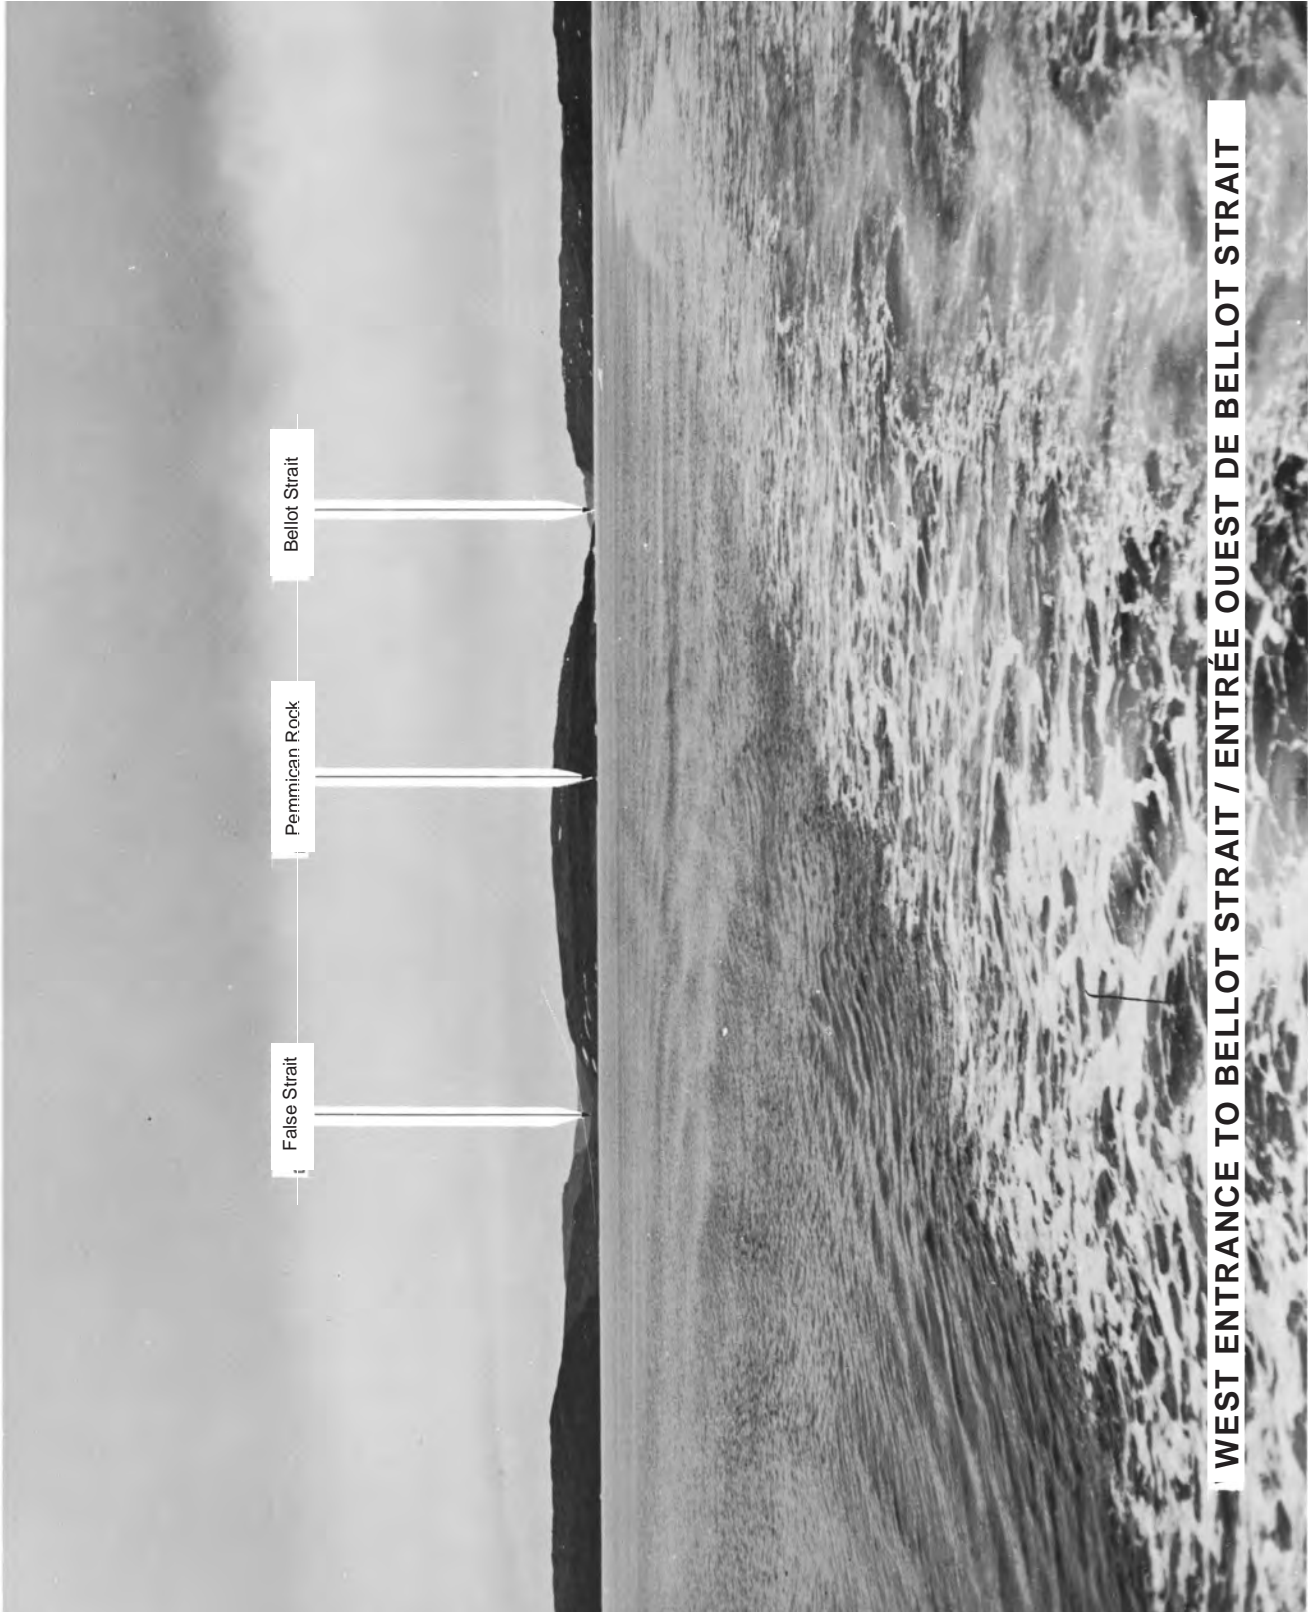 False Strait
Pemmican Rock
Bellot Strait
WEST ENTRANCE TO BELLOT STRAIT / ENTRÉE OUEST DE BELLOT STRAIT